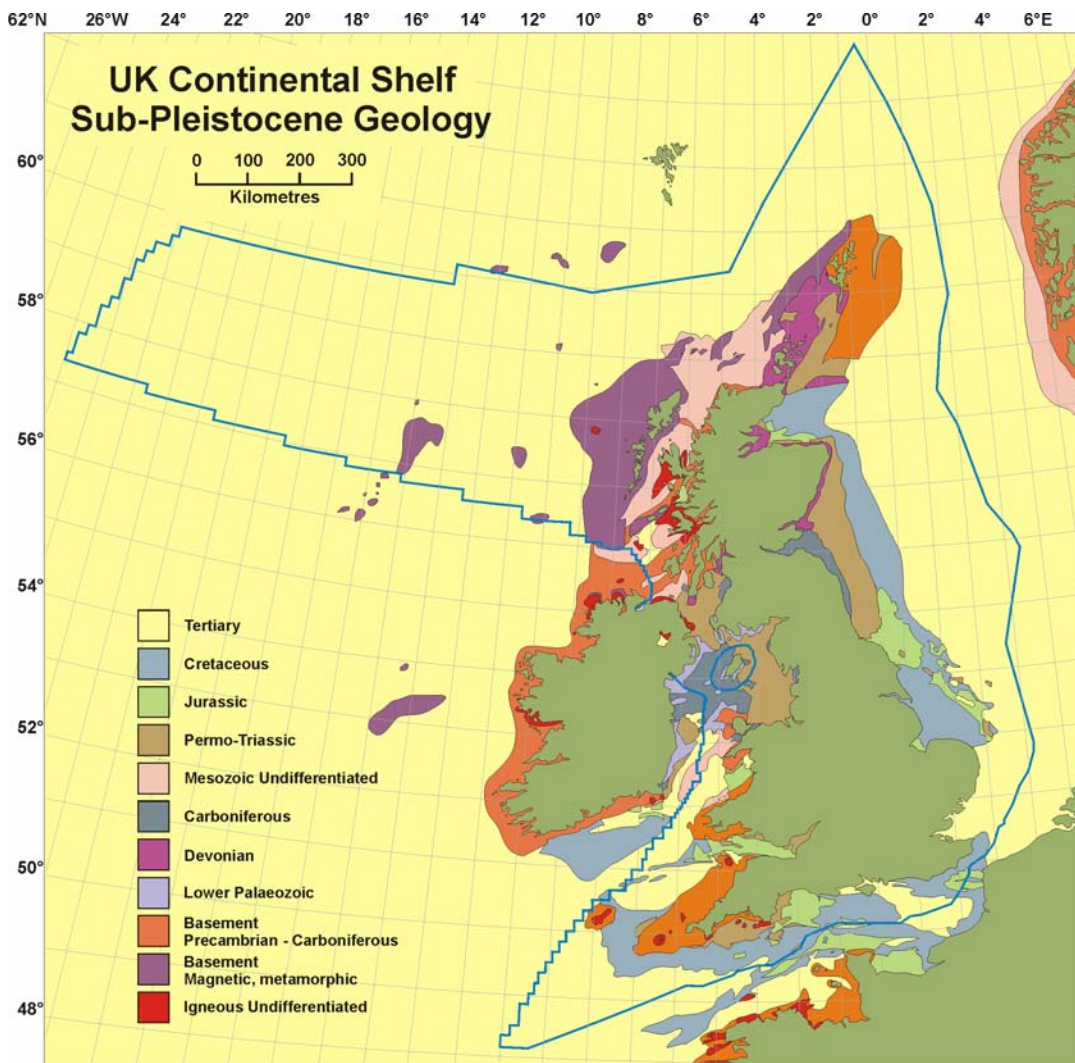 62°N 26°W 24° 22° 20° 18° 16° 14° 12° 10° 8° 6° 4° 2° 0° 2° 4° 6°E
UK Continental Shelf
Sub-Pleistocene Geology
0 100 200 300
Kilometres
60°
58°
56°
54°
52°
50°
48°
Tertiary
Cretaceous
Jurassic
Permo-Triassic
Mesozoic Undifferentiated
Carboniferous
Devonian
Lower Palaeozoic
Basement
Precambrian - Carboniferous
Basement
Magnetic, metamorphic
Igneous Undifferentiated